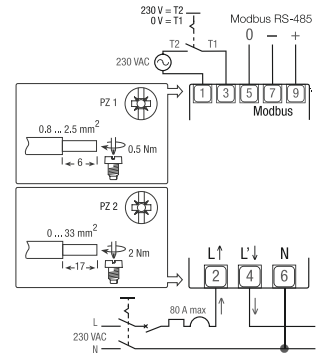 230 V = T2
0 V = T1
Modbus RS-485
T2 T1 0 – +
230 VAC
1 3 5 7 9
Modbus
PZ 1
0.8 ... 2.5 mm²
0.5 Nm
6
PZ 2
0 ... 33 mm²
2 Nm
17
L↑ L'↓ N
2 4 6
80 A max
L
230 VAC
N